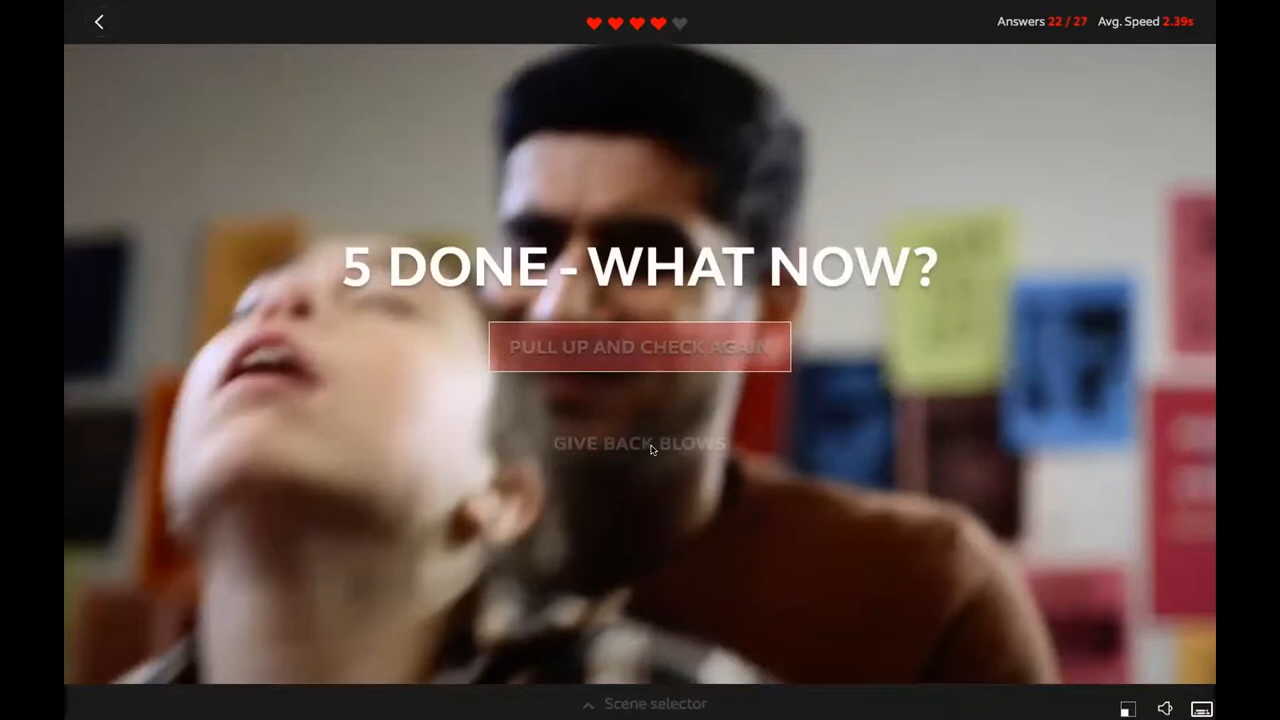 Answers 22 / 27 Avg. Speed 2.39s
5 DONE - WHAT NOW?
PULL UP AND CHECK AGAIN
GIVE BACK BLOWS
Scene selector